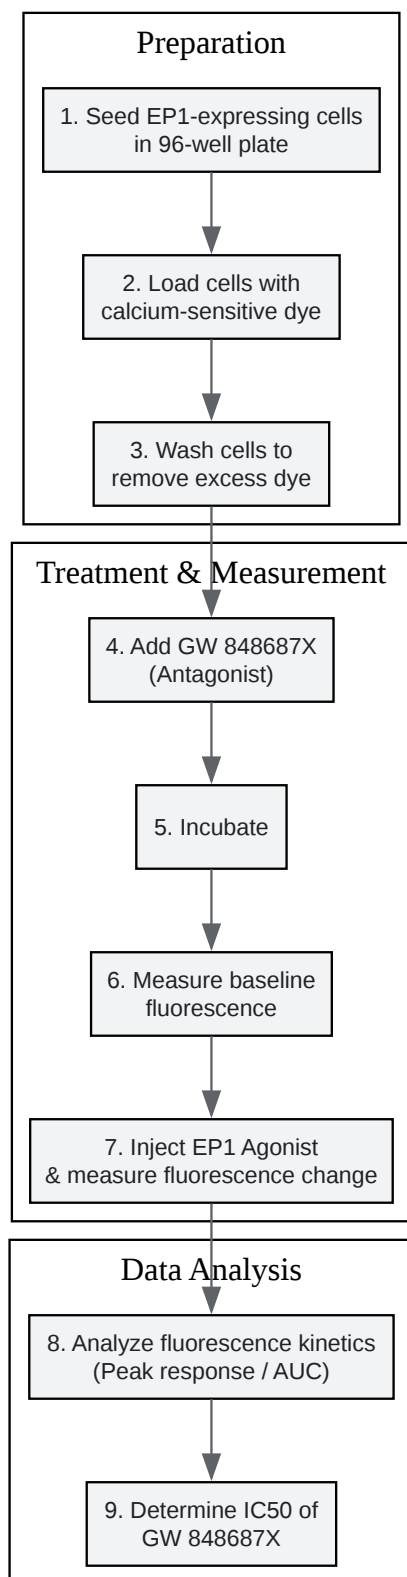 Preparation
1. Seed EP1-expressing cells
in 96-well plate
2. Load cells with
calcium-sensitive dye
3. Wash cells to
remove excess dye
Treatment & Measurement
4. Add GW 848687X
(Antagonist)
5. Incubate
6. Measure baseline
fluorescence
7. Inject EP1 Agonist
& measure fluorescence change
Data Analysis
8. Analyze fluorescence kinetics
(Peak response / AUC)
9. Determine IC50 of
GW 848687X